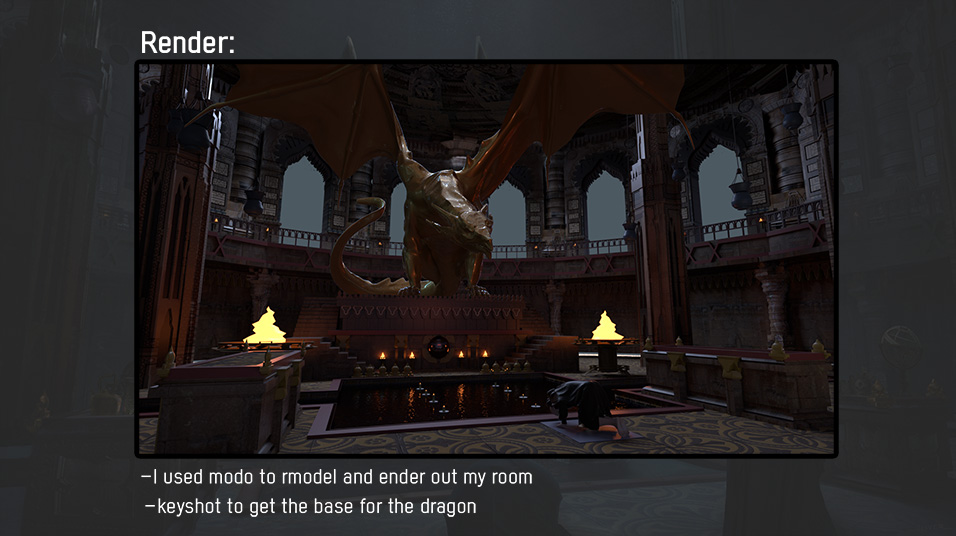 Render:
-I used modo to rmodel and ender out my room
-keyshot to get the base for the dragon